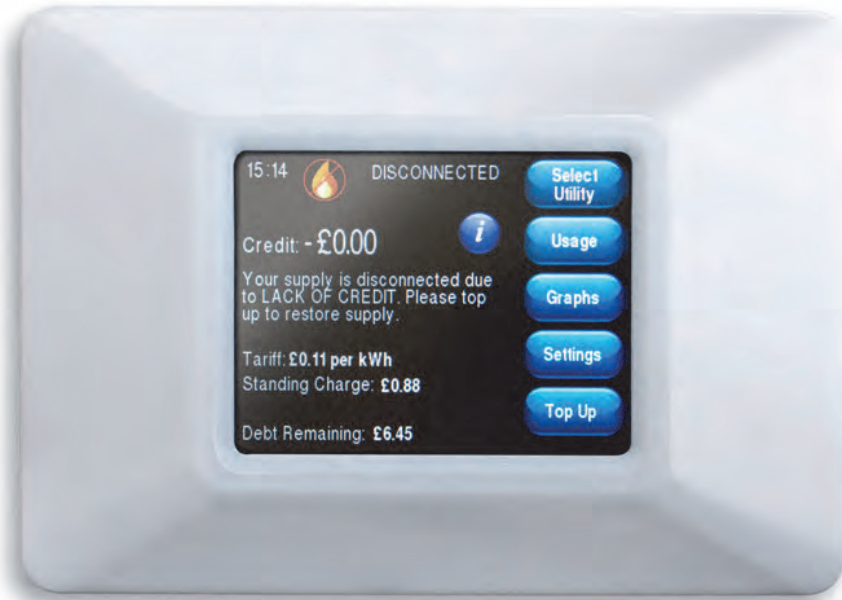 15:14 DISCONNECTED
Select
Utility
Credit: - £0.00
i
Usage
Your supply is disconnected due
to LACK OF CREDIT. Please top
up to restore supply.
Graphs
Tariff: £0.11 per kWh
Settings
Standing Charge: £0.88
Top Up
Debt Remaining: £6.45